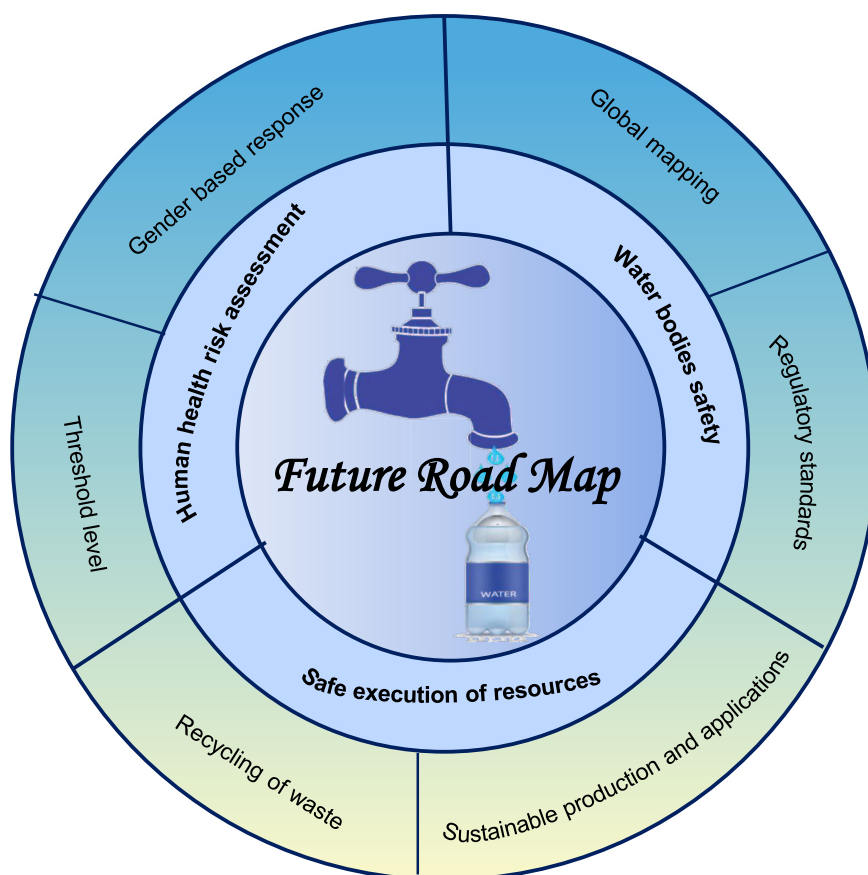 Gender based response
Global mapping
Human health risk assessment
Water bodies safety
Threshold level
Regulatory standards
Future Road Map
WATER
Safe execution of resources
Recycling of waste
Sustainable production and applications